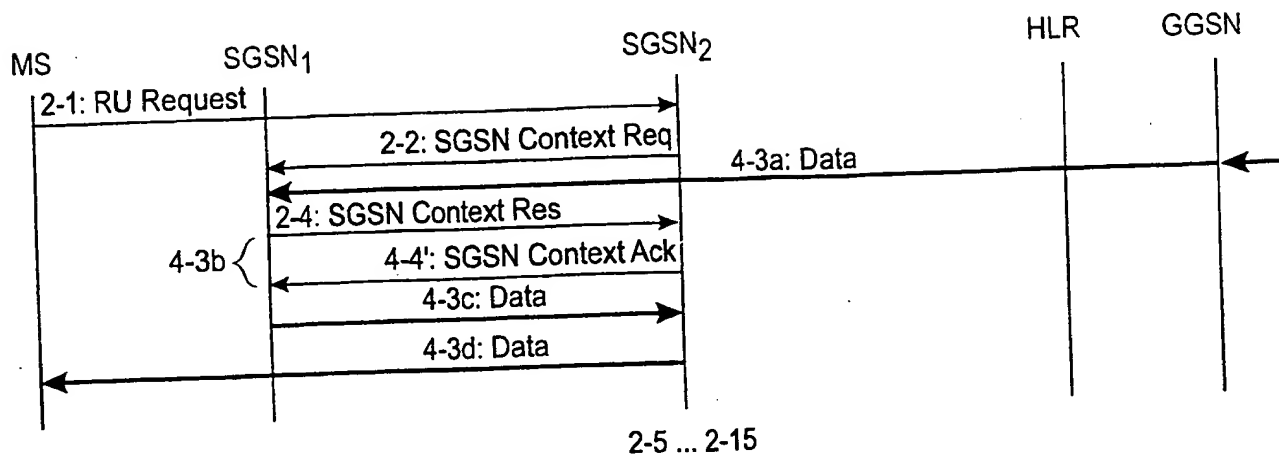 MS
SGSN1
SGSN2
HLR
GGSN
2-1: RU Request
2-2: SGSN Context Req
4-3a: Data
2-4: SGSN Context Res
4-3b
4-4': SGSN Context Ack
4-3c: Data
4-3d: Data
2-5 ... 2-15